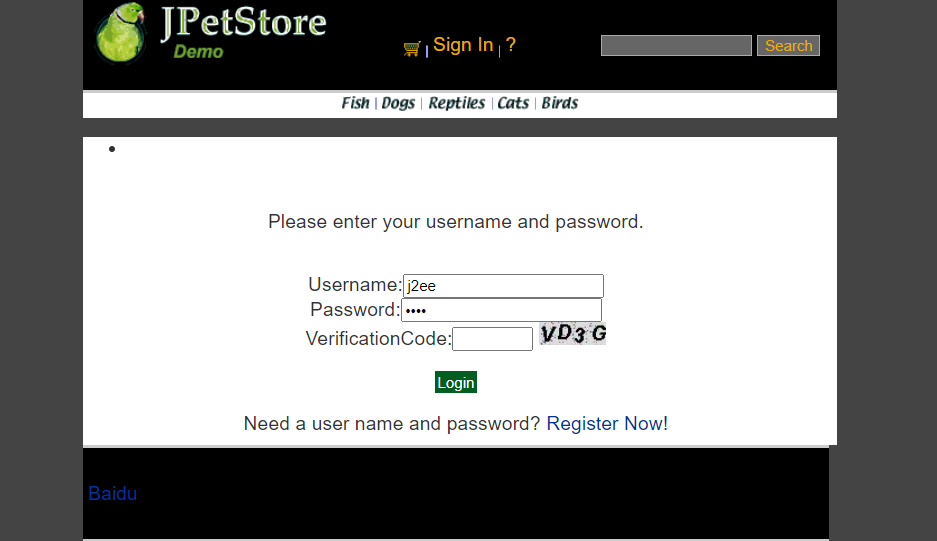 JPetStore
Demo
Sign In | ?
Search
Fish | Dogs | Reptiles | Cats | Birds
Please enter your username and password.
Username: j2ee
Password: ••••
VerificationCode: VD3G
Login
Need a user name and password? Register Now!
Baidu